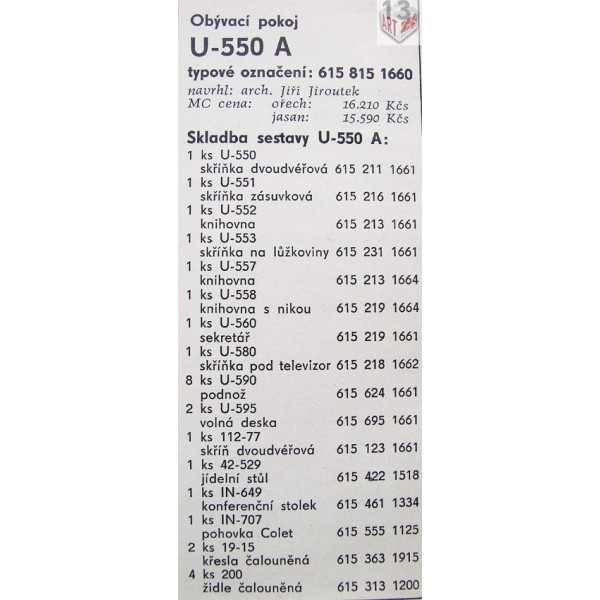 13
ART
Obývací pokoj
U-550 A
typové označení: 615 815 1660
navrhl: arch. Jiří Jiroutek
MC cena: ořech: 16.210 Kčs
jasan: 15.590 Kčs
Skladba sestavy U-550 A:
1 ks U-550
skříňka dvoudvéřová 615 211 1661
1 ks U-551
skříňka zásuvková 615 216 1661
1 ks U-552
knihovna 615 213 1661
1 ks U-553
skříňka na lůžkoviny 615 231 1661
1 ks U-557
knihovna 615 213 1664
1 ks U-558
knihovna s nikou 615 219 1664
1 ks U-560
sekretář 615 219 1661
1 ks U-580
skříňka pod televizor 615 218 1662
8 ks U-590
podnož 615 624 1661
2 ks U-595
volná deska 615 695 1661
1 ks 112-77
skříň dvoudvéřová 615 123 1661
1 ks 42-529
jídelní stůl 615 422 1518
1 ks IN-649
konferenční stolek 615 461 1334
1 ks IN-707
pohovka Colet 615 555 1125
2 ks 19-15
křesla čalouněná 615 363 1915
4 ks 200
židle čalouněná 615 313 1200